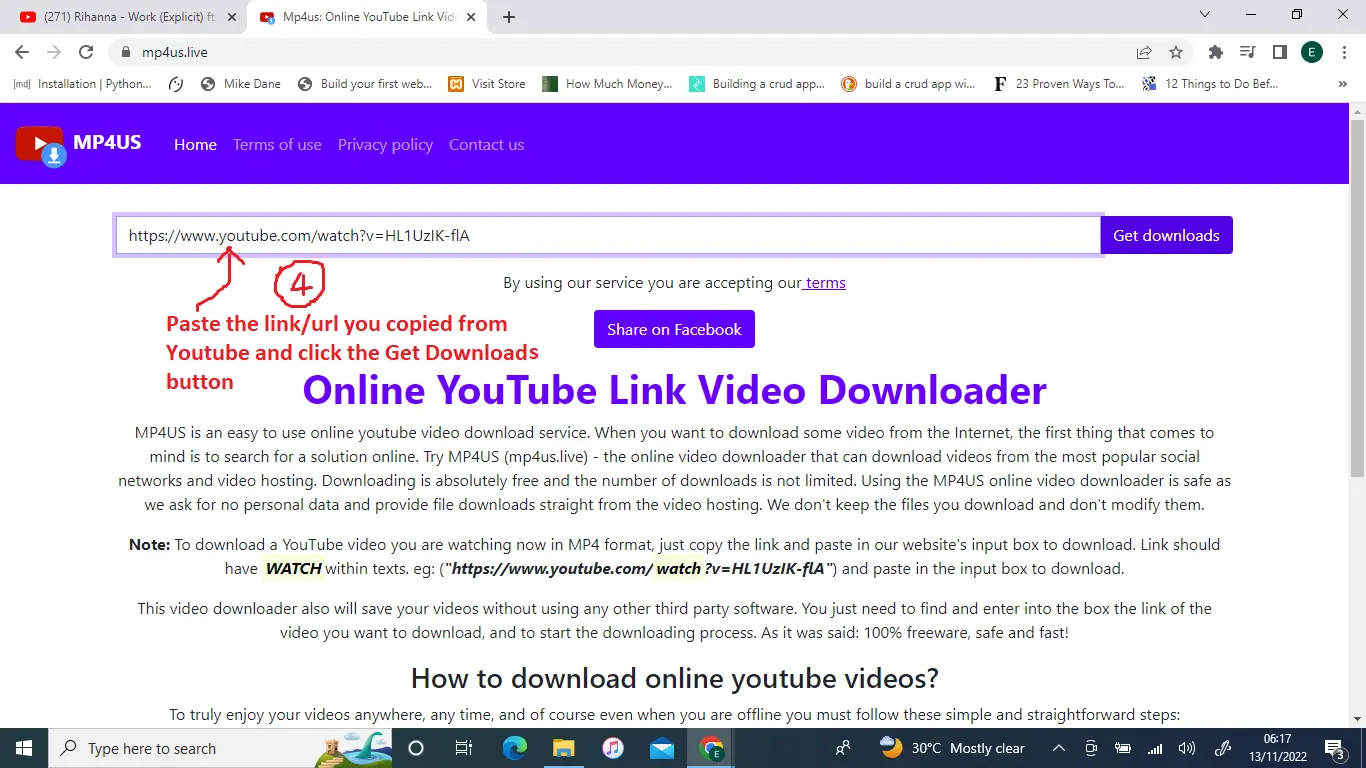 (271) Rihanna - Work (Explicit) ft
Mp4us: Online YouTube Link Vide
mp4us.live
E
[md] Installation | Python...
Mike Dane
Build your first web...
Visit Store
How Much Money...
Building a crud app...
build a crud app wi...
F 23 Proven Ways To...
12 Things to Do Bef...
»
MP4US Home Terms of use Privacy policy Contact us
https://www.youtube.com/watch?v=HL1UzIK-flA Get downloads
4
By using our service you are accepting our terms
Paste the link/url you copied from
Youtube and click the Get Downloads
button
Share on Facebook
Online YouTube Link Video Downloader
MP4US is an easy to use online youtube video download service. When you want to download some video from the Internet, the first thing that comes to
mind is to search for a solution online. Try MP4US (mp4us.live) - the online video downloader that can download videos from the most popular social
networks and video hosting. Downloading is absolutely free and the number of downloads is not limited. Using the MP4US online video downloader is safe as
we ask for no personal data and provide file downloads straight from the video hosting. We don't keep the files you download and don't modify them.
Note: To download a YouTube video you are watching now in MP4 format, just copy the link and paste in our website's input box to download. Link should
have WATCH within texts. eg: ("https://www.youtube.com/ watch ?v=HL1UzIK-flA") and paste in the input box to download.
This video downloader also will save your videos without using any other third party software. You just need to find and enter into the box the link of the
video you want to download, and to start the downloading process. As it was said: 100% freeware, safe and fast!
How to download online youtube videos?
To truly enjoy your videos anywhere, any time, and of course even when you are offline you must follow these simple and straightforward steps:
Type here to search
E
30°C Mostly clear
06:17
13/11/2022
3